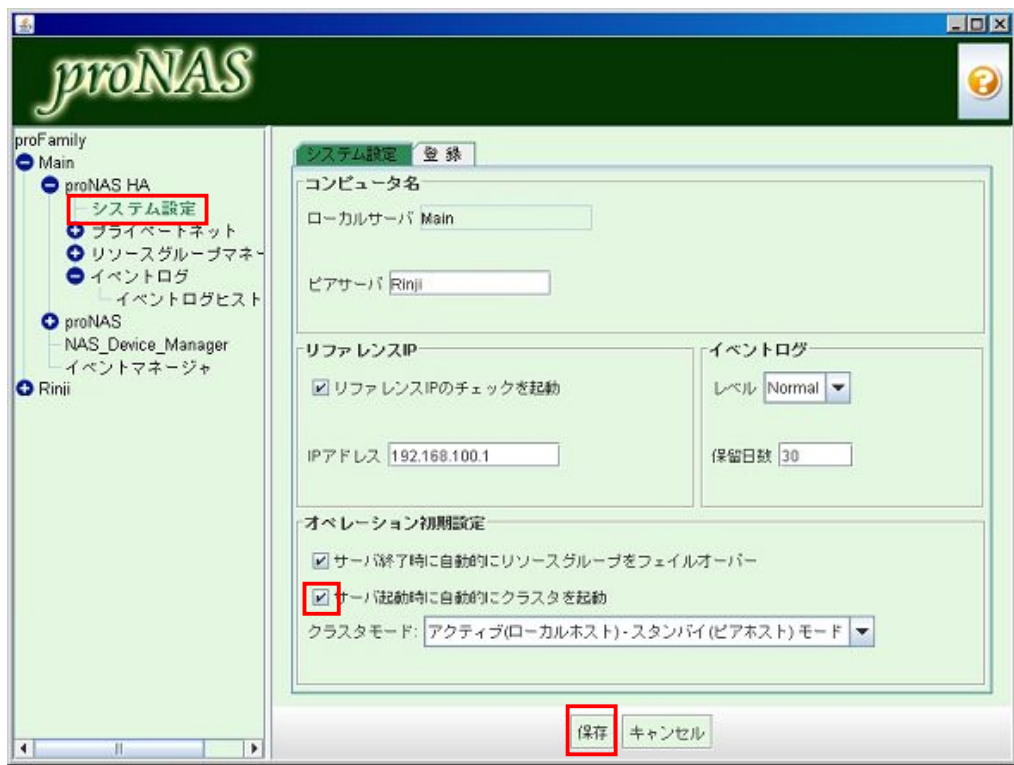 proNAS
proFamily
Main
proNAS HA
システム設定
プライベートネット
リソースグループマネー
イベントログ
イベントログヒスト
proNAS
NAS_Device_Manager
イベントマネージャ
Rinji
システム設定 登 録
コンピュータ名
ローカルサーバ Main
ピアサーバ Rinji
リファレンスIP
リファレンスIPのチェックを起動
IPアドレス 192.168.100.1
イベントログ
レベル Normal
保留日数 30
オペレーション初期設定
サーバ終了時に自動的にリソースグループをフェイルオーバー
サーバ起動時に自動的にクラスタを起動
クラスタモード: アクティブ(ローカルホスト) - スタンバイ(ピアホスト) モード
保存 キャンセル